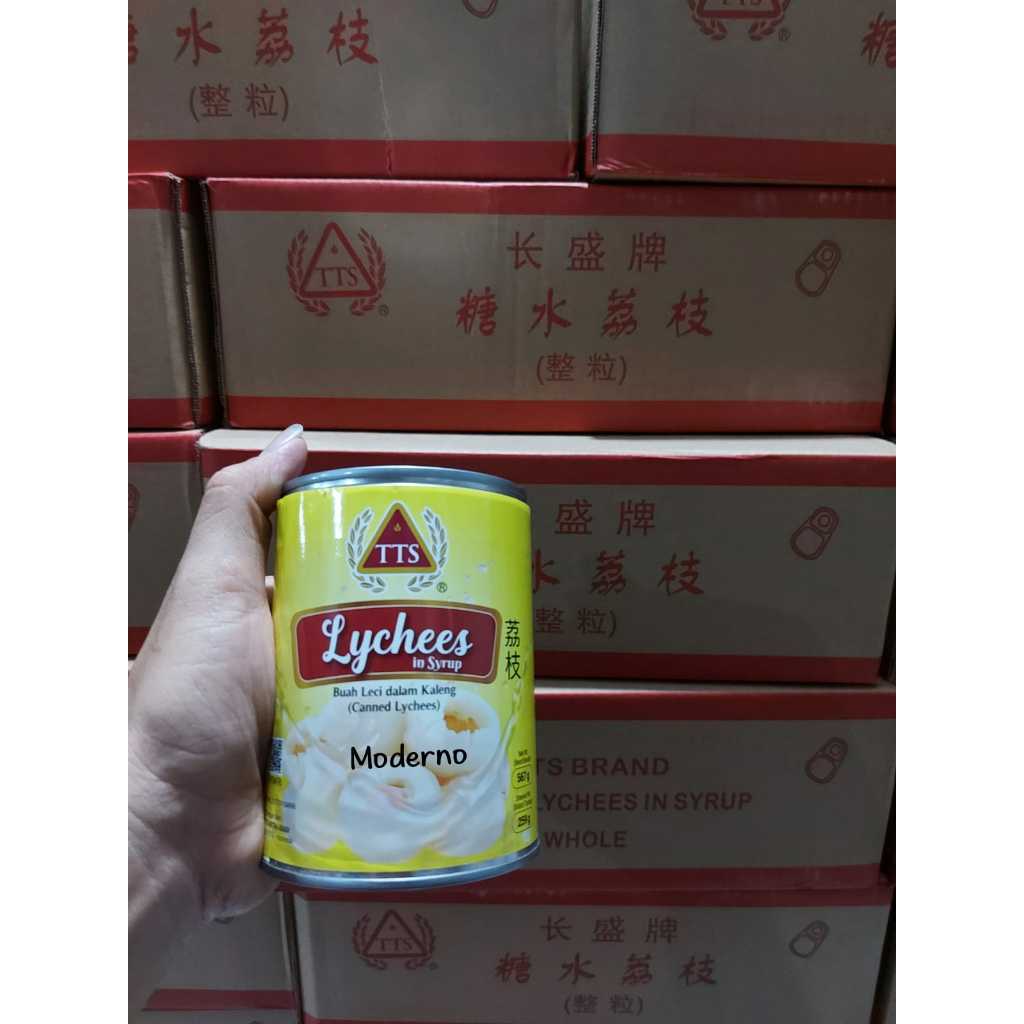 糖水荔枝
(整粒)
糖
TTS
®
长盛牌
糖水荔枝
(整粒)
TTS
®
Lychees
in Syrup
Buah Leci dalam Kaleng
(Canned Lychees)
荔枝
Moderno
567g
盛牌
水荔枝
整粒)
TS BRAND
LYCHEES IN SYRUP
WHOLE
TTS
长盛牌
糖水荔枝
(整粒)